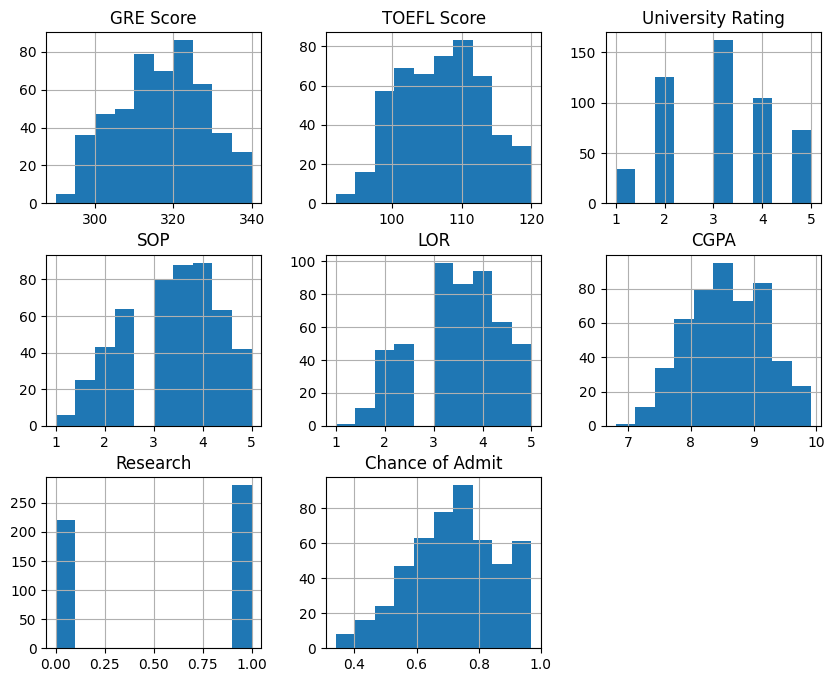 GRE Score
TOEFL Score
University Rating
80
60
40
20
0
300 320 340
80
60
40
20
0
100 110 120
150
100
50
0
1 2 3 4 5
SOP
LOR
CGPA
80
60
40
20
0
1 2 3 4 5
100
80
60
40
20
0
1 2 3 4 5
80
60
40
20
0
7 8 9 10
Research
Chance of Admit
250
200
150
100
50
0
0.00 0.25 0.50 0.75 1.00
80
60
40
20
0
0.4 0.6 0.8 1.0